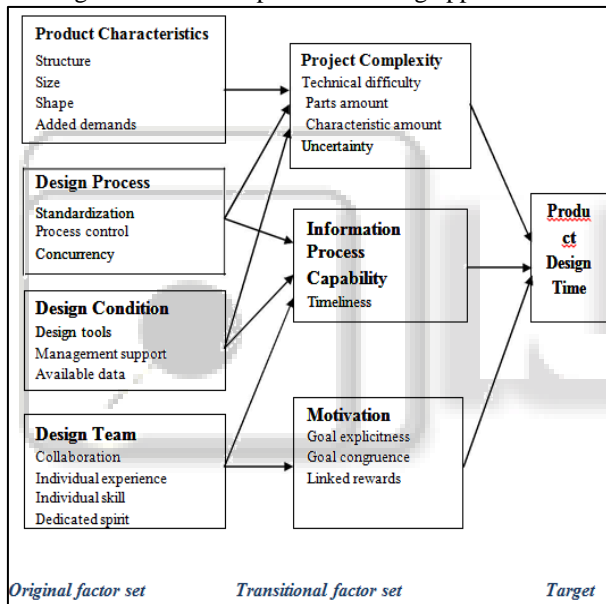 Product Characteristics
Structure
Size
Shape
Added demands
Design Process
Standardization
Process control
Concurrency
Design Condition
Design tools
Management support
Available data
Design Team
Collaboration
Individual experience
Individual skill
Dedicated spirit
Project Complexity
Technical difficulty
Parts amount
Characteristic amount
Uncertainty
Information
Process
Capability
Timeliness
Motivation
Goal explicitness
Goal congruence
Linked rewards
Produ
ct
Design
Time
Original factor set
Transitional factor set
Target